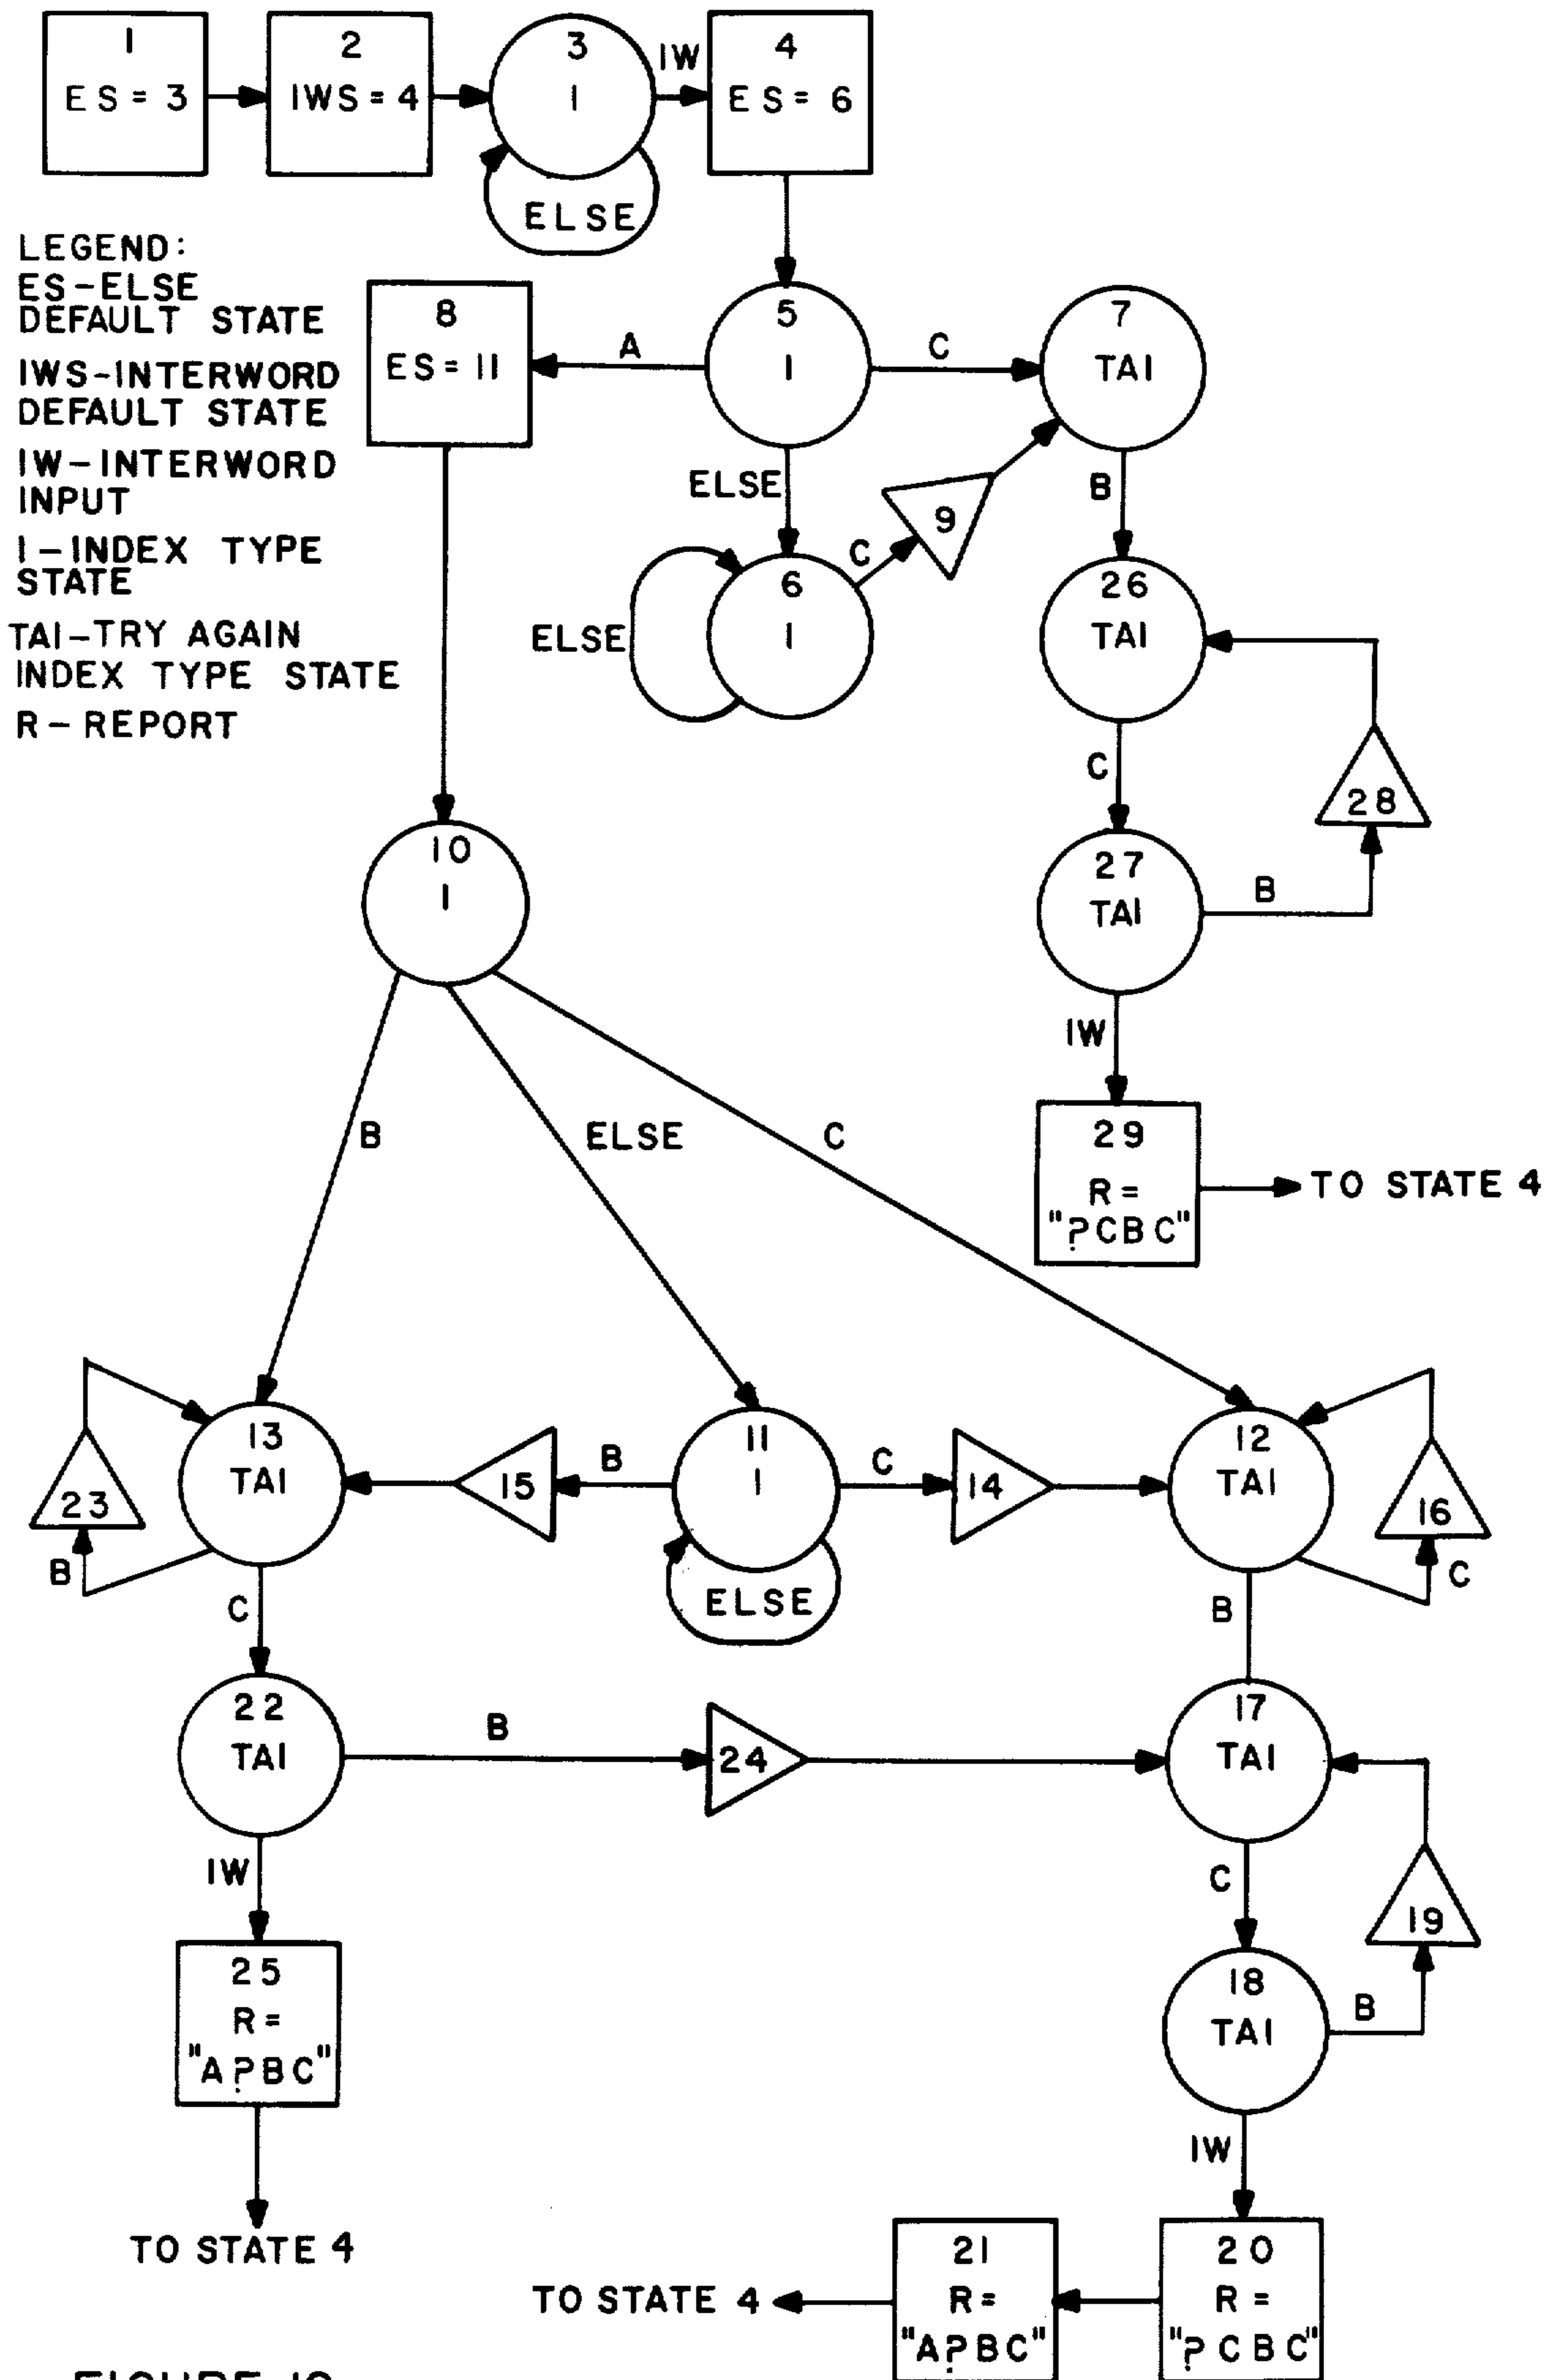 1
ES = 3
2
IWS = 4
3
I
IW
4
ES = 6
ELSE
LEGEND:
ES-ELSE
DEFAULT STATE
IWS-INTERWORD
DEFAULT STATE
IW-INTERWORD
INPUT
I-INDEX TYPE
STATE
TAI-TRY AGAIN
INDEX TYPE STATE
R-REPORT
8
ES = 11
A
5
I
C
7
TAI
ELSE
9
B
C
6
I
ELSE
26
TAI
C
28
10
I
27
TAI
B
IW
B
ELSE
C
29
R =
"?CBC"
TO STATE 4
13
TAI
23
B
15
B
11
I
C
14
12
TAI
16
C
ELSE
C
B
22
TAI
B
24
17
TAI
IW
C
19
25
R =
"A?BC"
18
TAI
B
IW
TO STATE 4
TO STATE 4
21
R =
"A?BC"
20
R =
"?CBC"